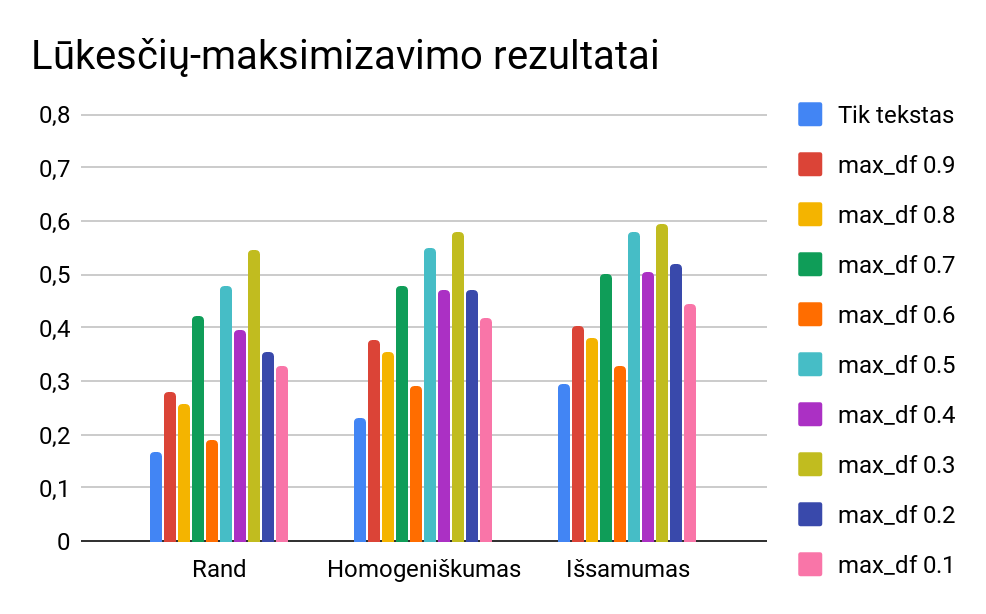 Lūkesčių-maksimizavimo rezultatai
0,8
0,7
0,6
0,5
0,4
0,3
0,2
0,1
0
Rand
Homogeniškumas
Išsamumas
Tik tekstas
max_df 0.9
max_df 0.8
max_df 0.7
max_df 0.6
max_df 0.5
max_df 0.4
max_df 0.3
max_df 0.2
max_df 0.1